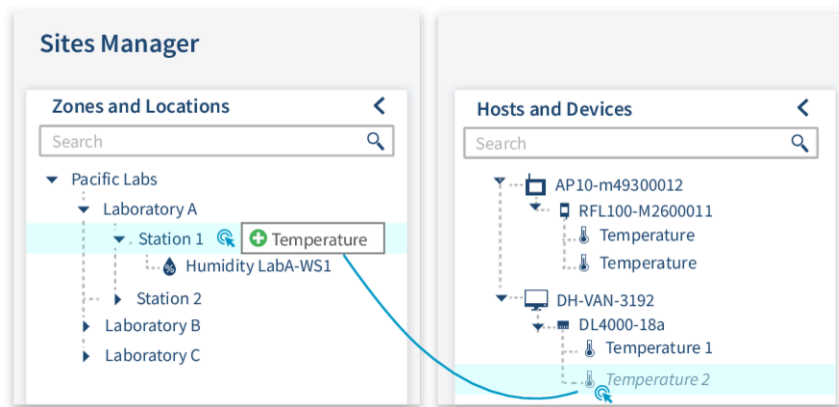 Sites Manager
Zones and Locations
Search
Pacific Labs
Laboratory A
Station 1
Temperature
% Humidity LabA-WS1
Station 2
Laboratory B
Laboratory C
Hosts and Devices
Search
AP10-m49300012
RFL100-M2600011
Temperature
Temperature
DH-VAN-3192
DL4000-18a
Temperature 1
Temperature 2